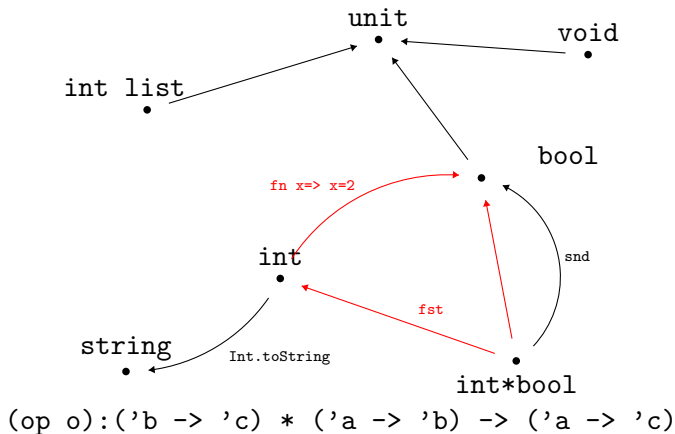 unit
void
int list
bool
fn x=> x=2
int
snd
fst
string
Int.toString
int*bool
(op o):('b -> 'c) * ('a -> 'b) -> ('a -> 'c)